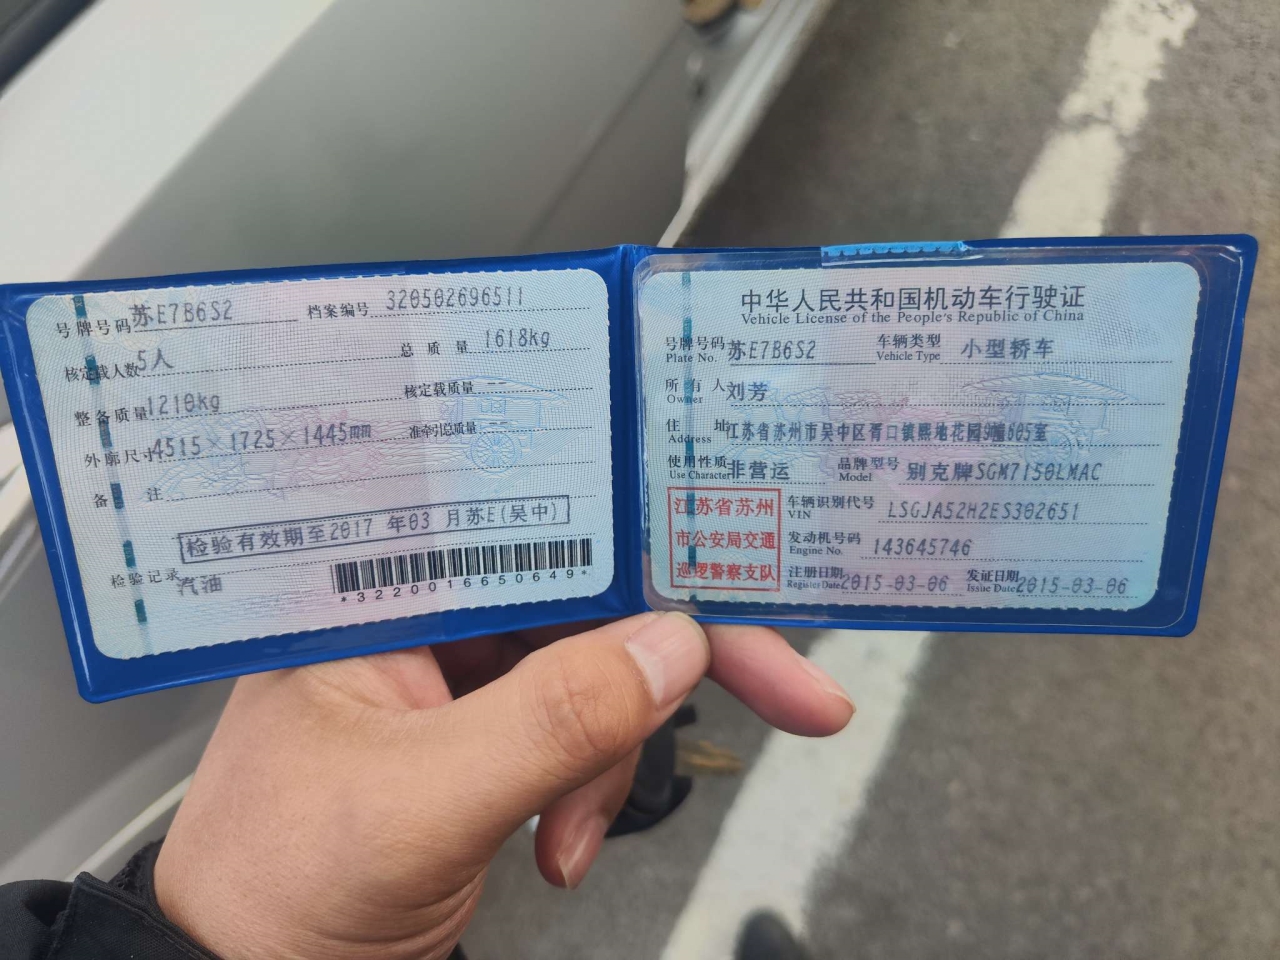 号牌号码 苏E7B6S2 档案编号 320502696511
核定载人数 5人 总质量 1618kg
整备质量 1210kg 核定载质量 --
外廓尺寸 4515×1725×1445mm 准牵引总质量 --
备注
检验有效期至2017年03月苏E(吴中)
检验记录
汽油
*3220016650649*
中华人民共和国机动车行驶证
Vehicle License of the People's Republic of China
号牌号码 苏E7B6S2 车辆类型 小型轿车
Plate No. Vehicle Type
所有人 刘芳
Owner
住址 江苏省苏州市吴中区胥口镇熙地花园9幢605室
Address
使用性质 非营运 品牌型号 别克牌SGM7150LMAC
Use Character Model
江苏省苏州
市公安局交通
巡逻警察支队
车辆识别代号 LSGJA52H2ES302651
VIN
发动机号码 143645746
Engine No.
注册日期 2015-03-06 发证日期 2015-03-06
Register Date Issue Date